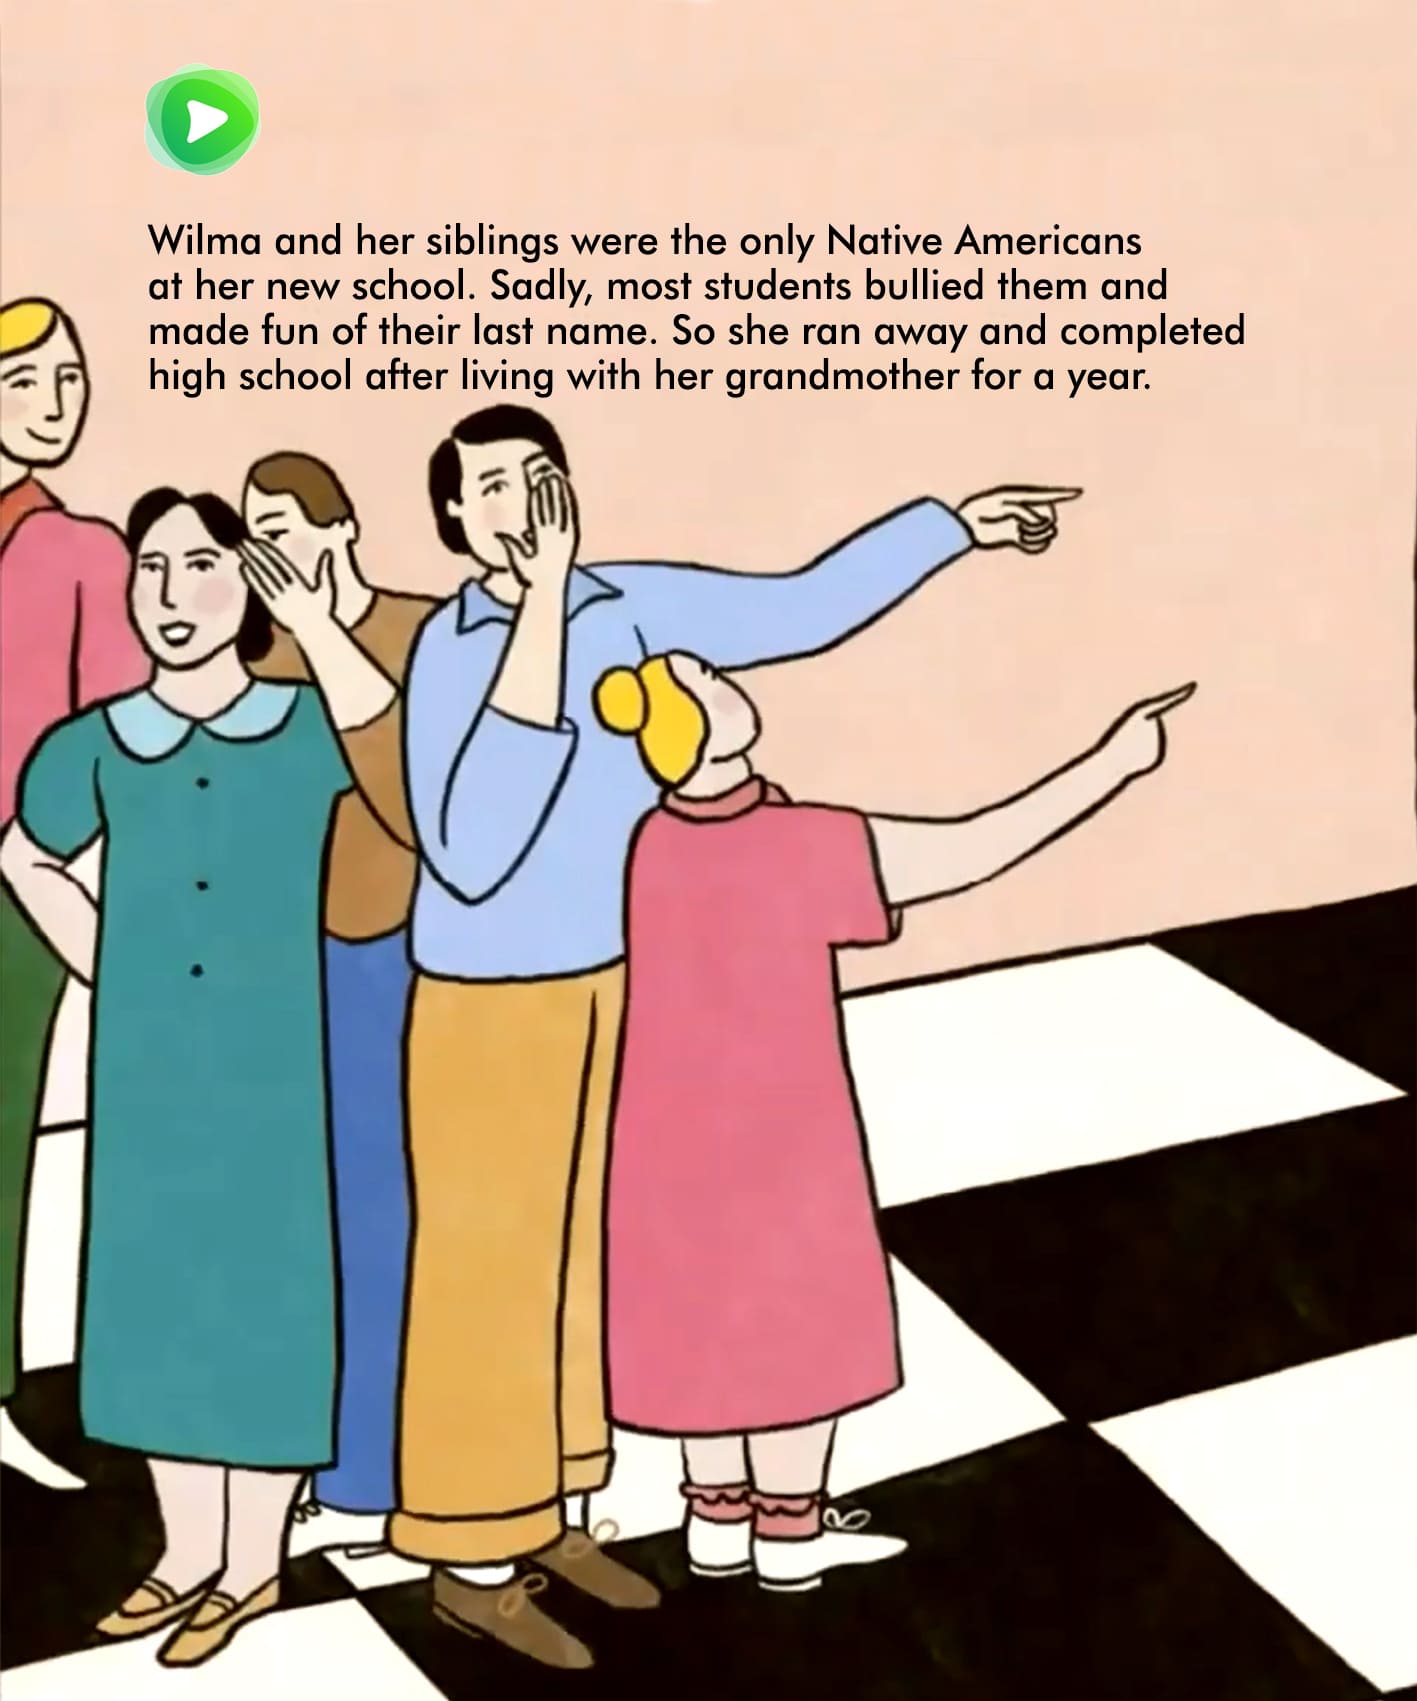 Wilma and her siblings were the only Native Americans
at her new school. Sadly, most students bullied them and
made fun of their last name. So she ran away and completed
high school after living with her grandmother for a year.